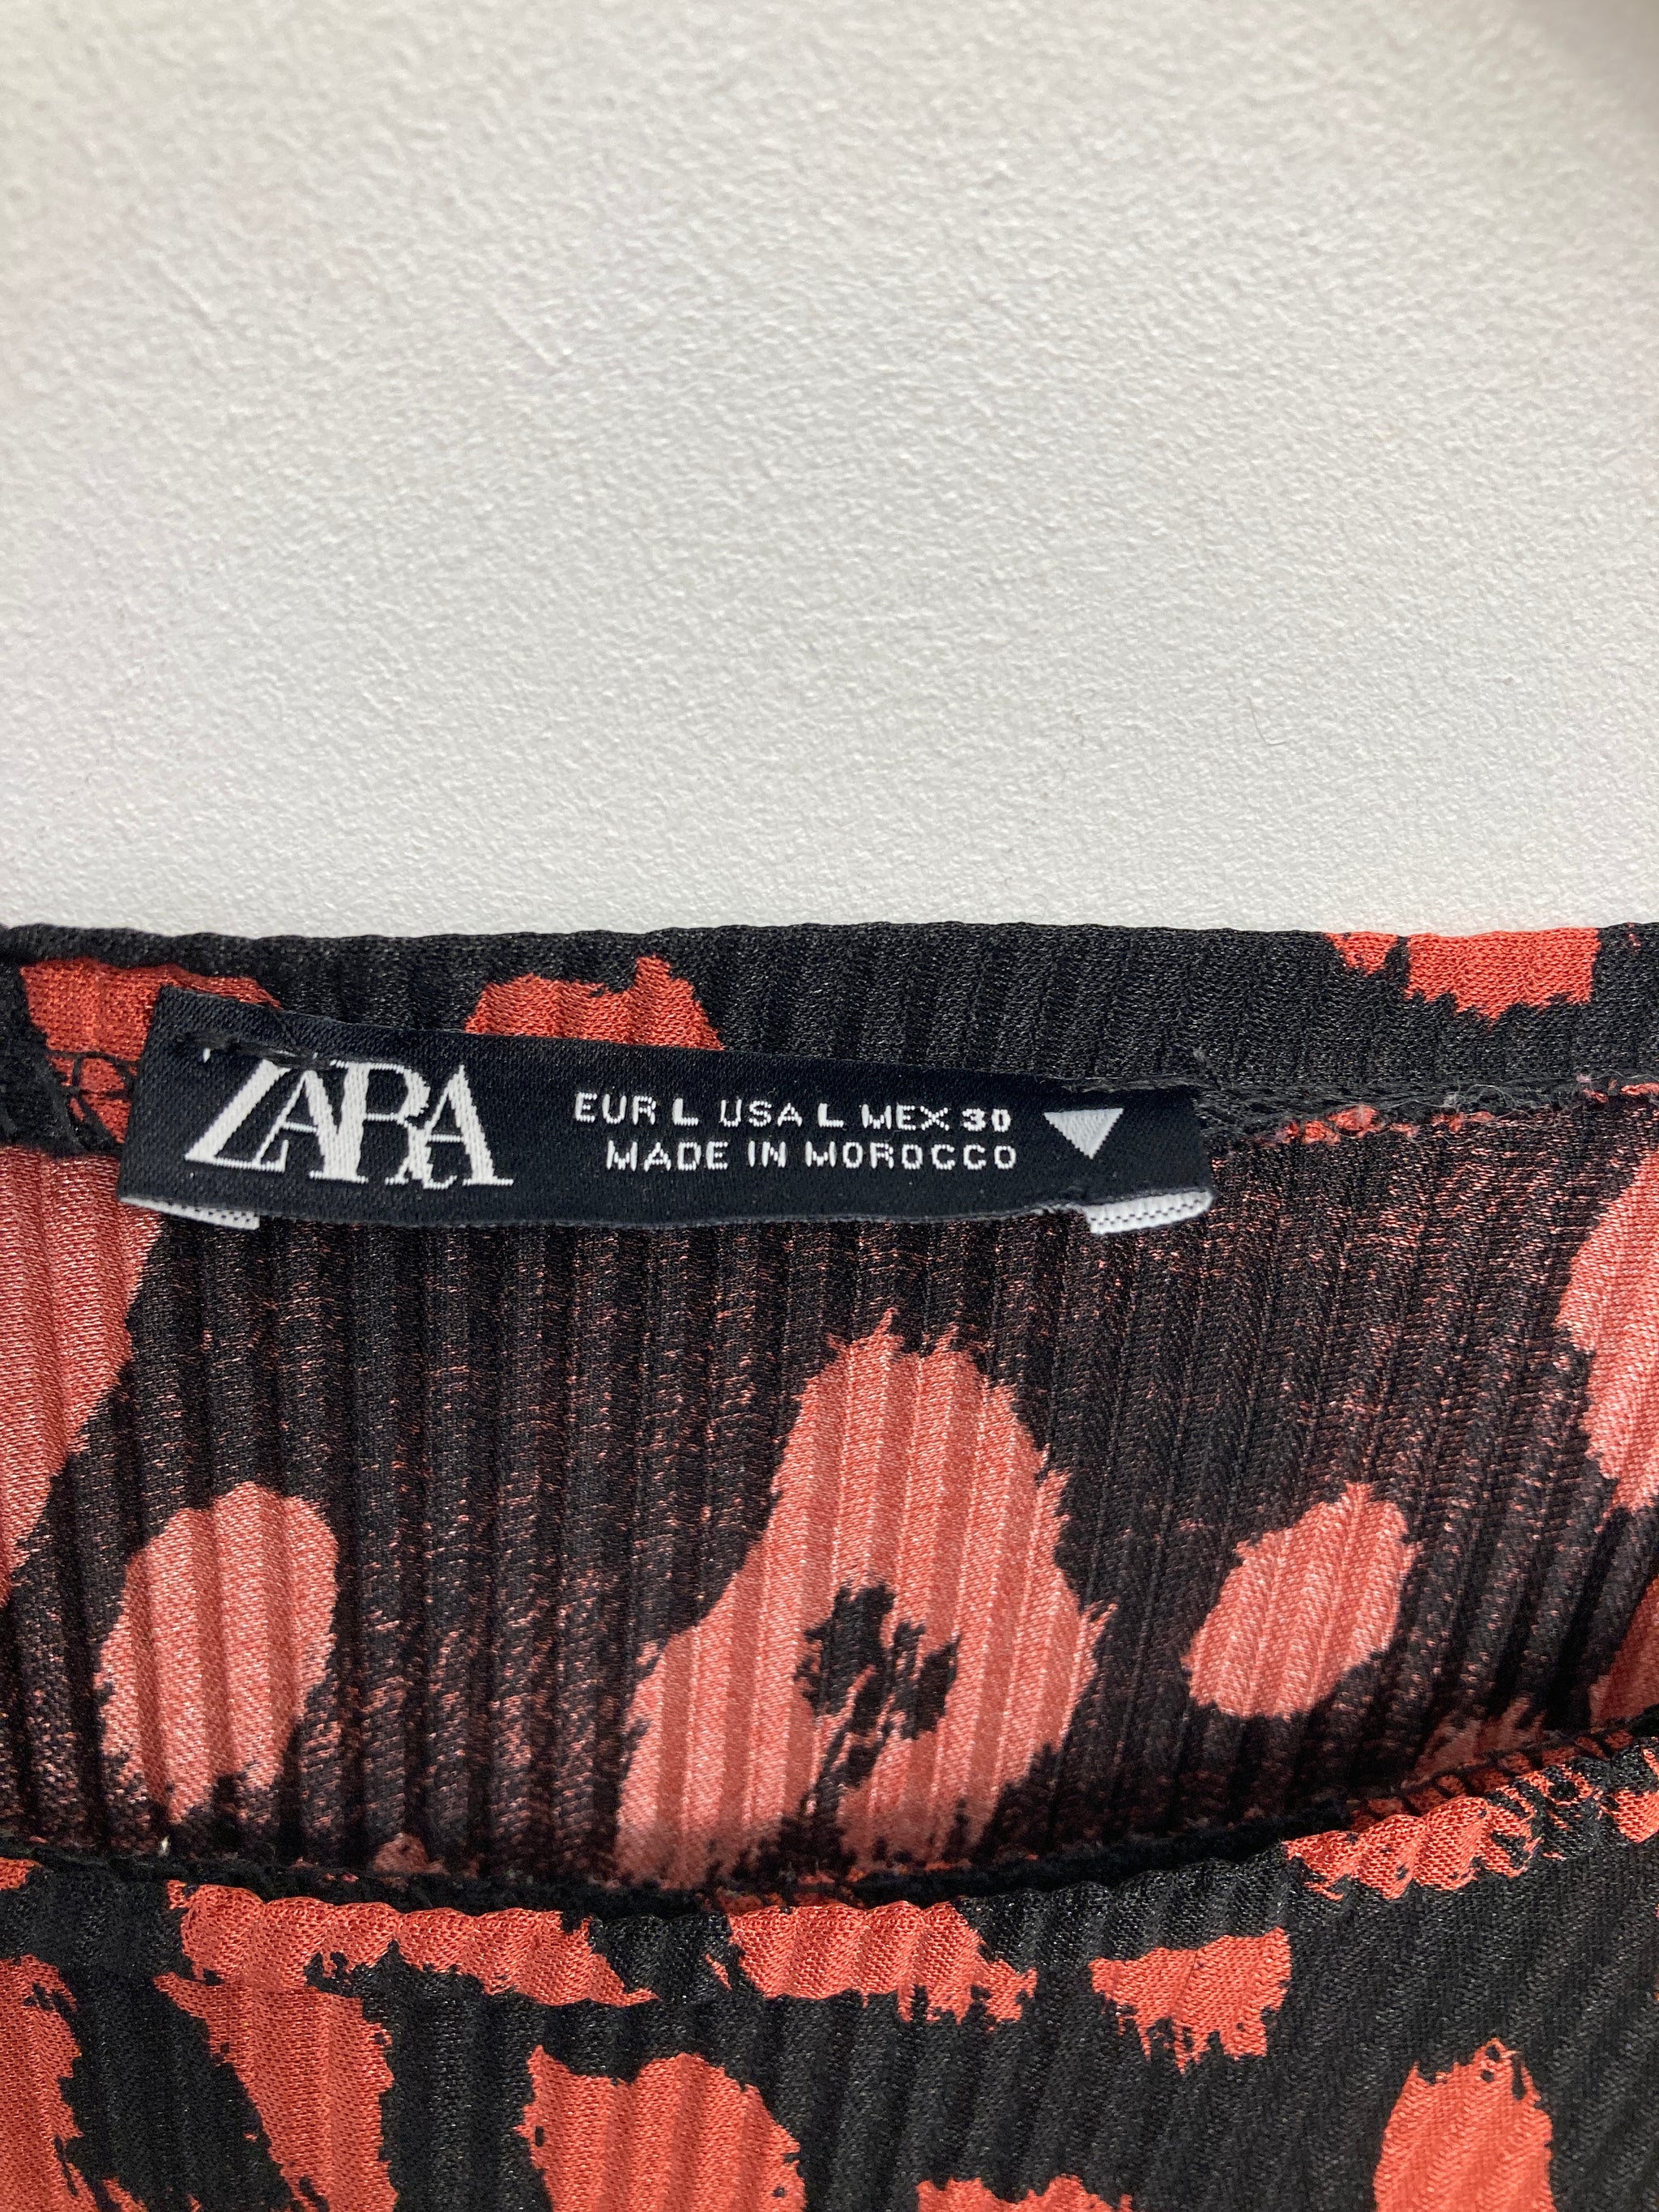 ZARA
EUR L USA L MEX 30
MADE IN MOROCCO